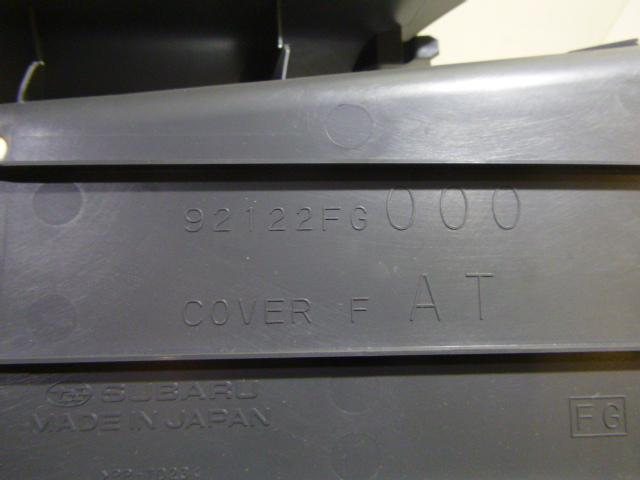 92122FG000
COVER F AT
SUBARU
MADE IN JAPAN
FG